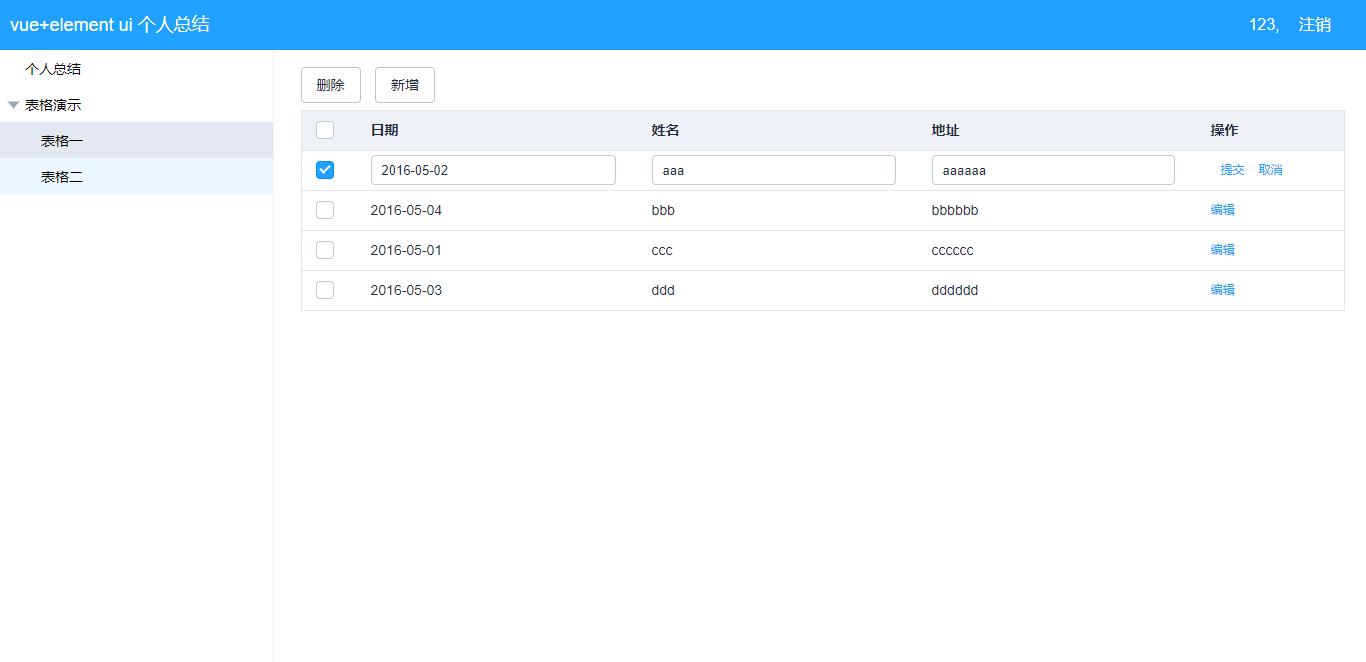 vue+element ui 个人总结 123, 注销
个人总结
表格演示
表格一
表格二
删除 新增
日期 姓名 地址 操作
2016-05-02 aaa aaaaaa 提交 取消
2016-05-04 bbb bbbbbb 编辑
2016-05-01 ccc cccccc 编辑
2016-05-03 ddd dddddd 编辑